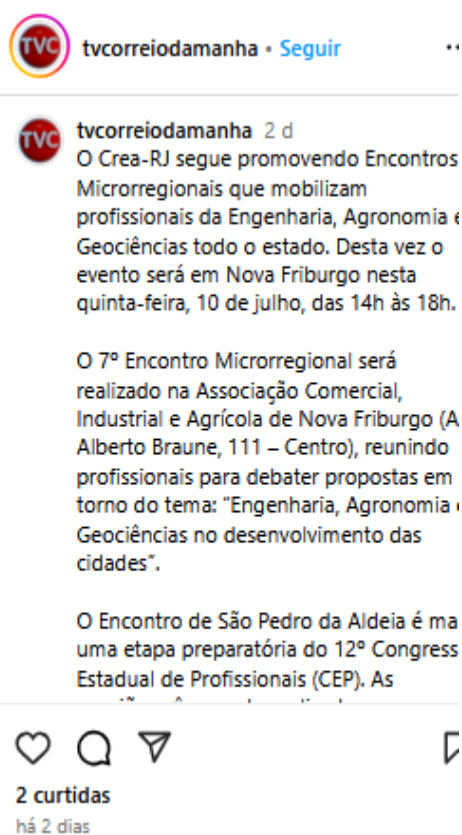 TVC tvcorreiodamanha • Seguir
TVC tvcorreiodamanha 2 d
O Crea-RJ segue promovendo Encontros
Microrregionais que mobilizam
profissionais da Engenharia, Agronomia e
Geociências todo o estado. Desta vez o
evento será em Nova Friburgo nesta
quinta-feira, 10 de julho, das 14h às 18h.
O 7º Encontro Microrregional será
realizado na Associação Comercial,
Industrial e Agrícola de Nova Friburgo (A
Alberto Braune, 111 – Centro), reunindo
profissionais para debater propostas em
torno do tema: "Engenharia, Agronomia e
Geociências no desenvolvimento das
cidades".
O Encontro de São Pedro da Aldeia é ma
uma etapa preparatória do 12º Congress
Estadual de Profissionais (CEP). As
2 curtidas
há 2 dias